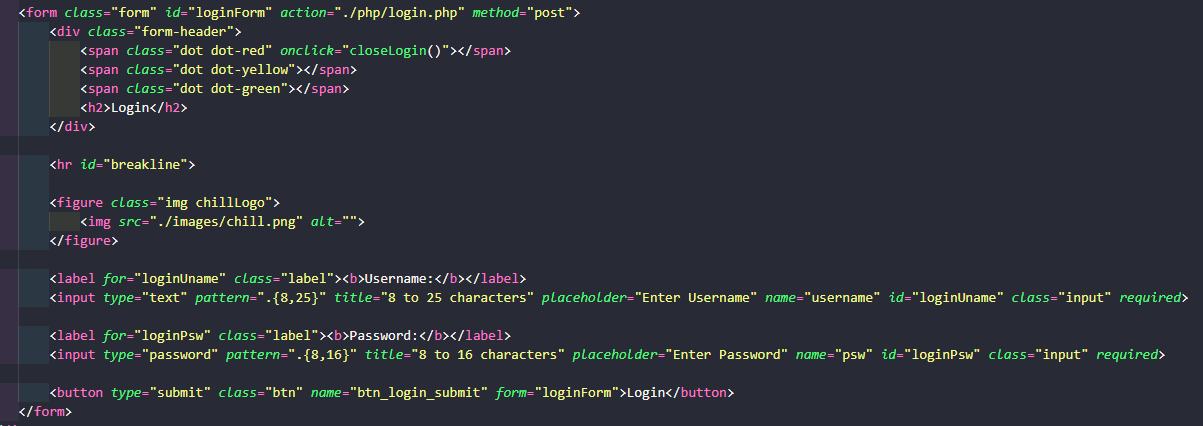 <form class="form" id="loginForm" action="./php/login.php" method="post">
<div class="form-header">
<span class="dot dot-red" onclick="closeLogin()"></span>
<span class="dot dot-yellow"></span>
<span class="dot dot-green"></span>
<h2>Login</h2>
</div>
<hr id="breakline">
<figure class="img chillLogo">
<img src="./images/chill.png" alt="">
</figure>
<label for="loginUname" class="label"><b>Username:</b></label>
<input type="text" pattern=".{8,25}" title="8 to 25 characters" placeholder="Enter Username" name="username" id="loginUname" class="input" required>
<label for="loginPsw" class="label"><b>Password:</b></label>
<input type="password" pattern=".{8,16}" title="8 to 16 characters" placeholder="Enter Password" name="psw" id="loginPsw" class="input" required>
<button type="submit" class="btn" name="btn_login_submit" form="loginForm">Login</button>
</form>